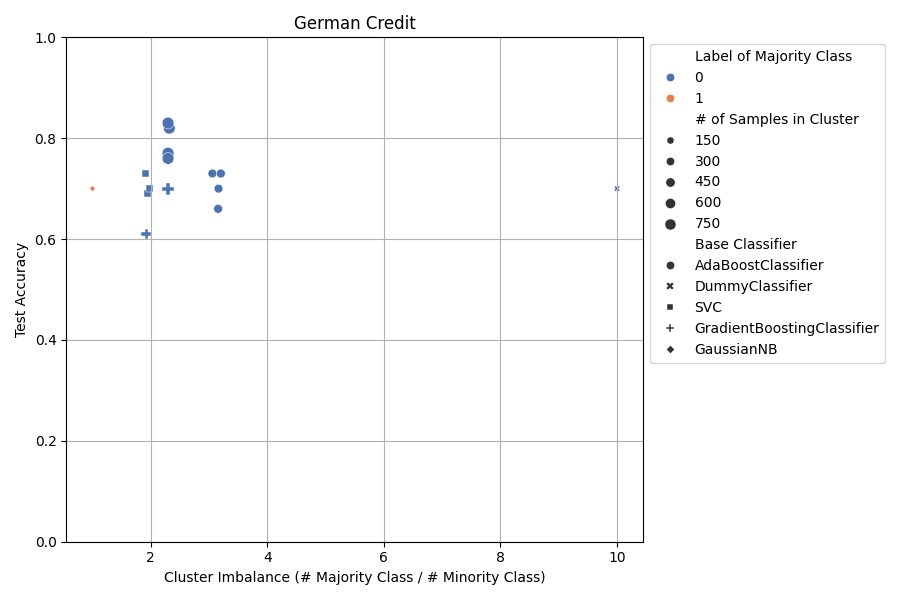 German Credit
1.0
0.8
0.6
0.4
0.2
0.0
Test Accuracy
2 4 6 8 10
Cluster Imbalance (# Majority Class / # Minority Class)
Label of Majority Class
0
1
# of Samples in Cluster
150
300
450
600
750
Base Classifier
AdaBoostClassifier
DummyClassifier
SVC
GradientBoostingClassifier
GaussianNB